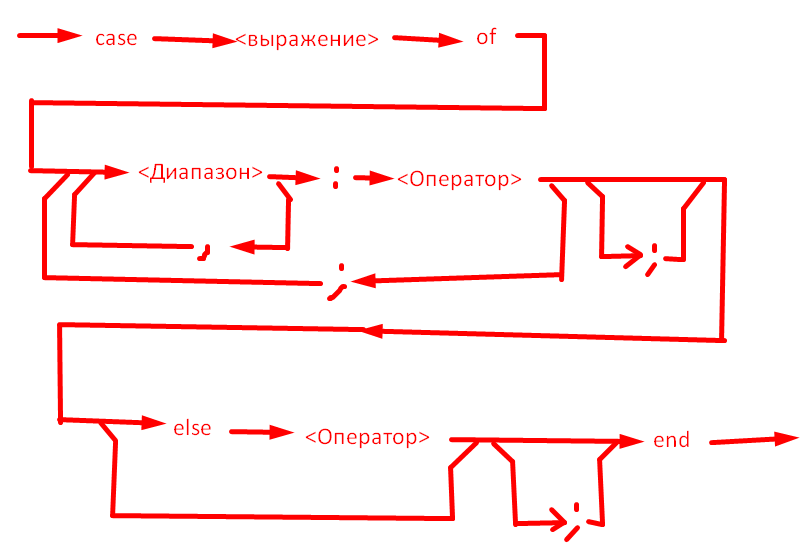 case <выражение> of
<Диапазон> : <Оператор>
, ;
;
else <Оператор> end
;